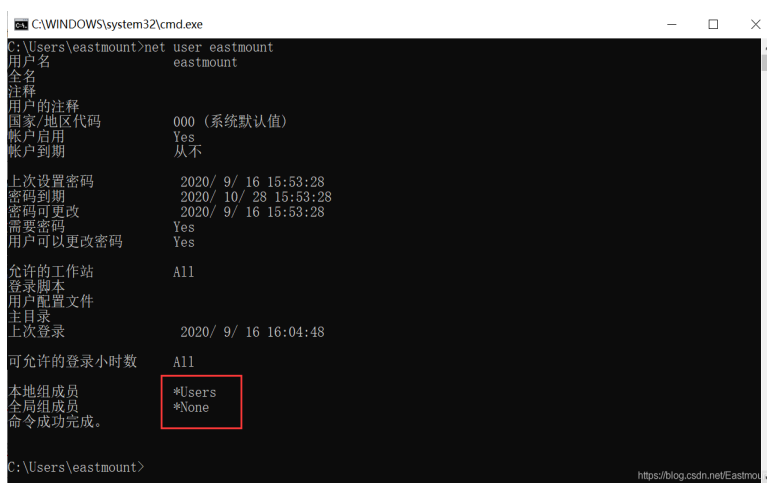 C:\WINDOWS\system32\cmd.exe
C:\Users\eastmount>net user eastmount
用户名 eastmount
全名
注释
用户的注释
国家/地区代码 000 (系统默认值)
帐户启用 Yes
帐户到期 从不
上次设置密码 2020/ 9/ 16 15:53:28
密码到期 2020/ 10/ 28 15:53:28
密码可更改 2020/ 9/ 16 15:53:28
需要密码 Yes
用户可以更改密码 Yes
允许的工作站 All
登录脚本
用户配置文件
主目录
上次登录 2020/ 9/ 16 16:04:48
可允许的登录小时数 All
本地组成员 *Users
全局组成员 *None
命令成功完成。
C:\Users\eastmount>
https://blog.csdn.net/Eastmou